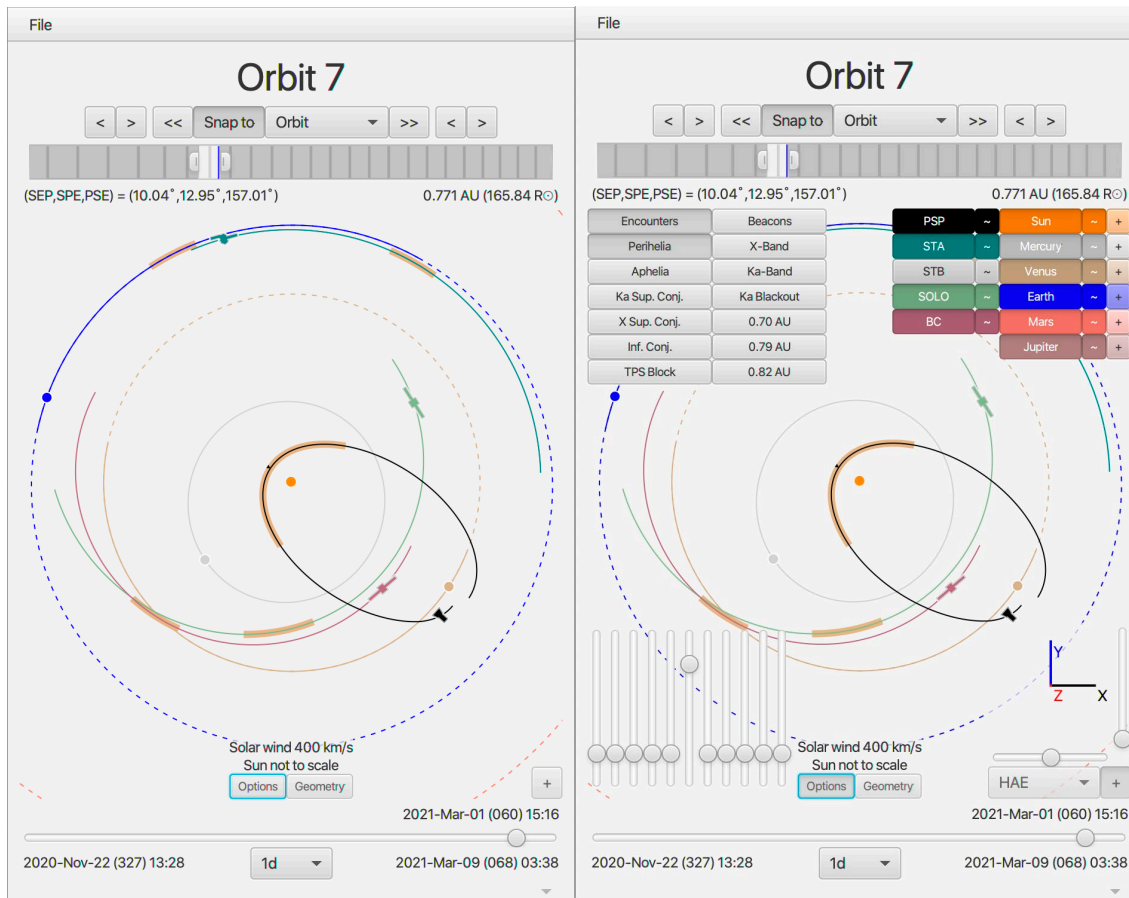 File
Orbit 7
< > << Snap to Orbit >> < >
(SEP,SPE,PSE) = (10.04°,12.95°,157.01°) 0.771 AU (165.84 R☉)
Solar wind 400 km/s
Sun not to scale
Options Geometry +
2021-Mar-01 (060) 15:16
2020-Nov-22 (327) 13:28 1d 2021-Mar-09 (068) 03:38
File
Orbit 7
< > << Snap to Orbit >> < >
(SEP,SPE,PSE) = (10.04°,12.95°,157.01°) 0.771 AU (165.84 R☉)
Encounters Beacons PSP ~ Sun ~ +
Perihelia X-Band STA ~ Mercury ~ +
Aphelia Ka-Band STB ~ Venus ~ +
Ka Sup. Conj. Ka Blackout SOLO ~ Earth ~ +
X Sup. Conj. 0.70 AU BC ~ Mars ~ +
Inf. Conj. 0.79 AU Jupiter ~ +
TPS Block 0.82 AU
Y
Z X
Solar wind 400 km/s
Sun not to scale
Options Geometry HAE +
2021-Mar-01 (060) 15:16
2020-Nov-22 (327) 13:28 1d 2021-Mar-09 (068) 03:38